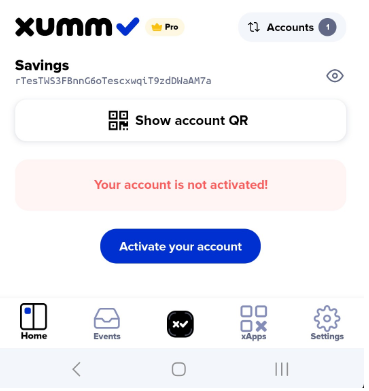 xumm Pro Accounts 1
Savings
rTesTWS3FBnnG6oTescxwqiT9zdDWaAM7a
Show account QR
Your account is not activated!
Activate your account
Home Events xApps Settings